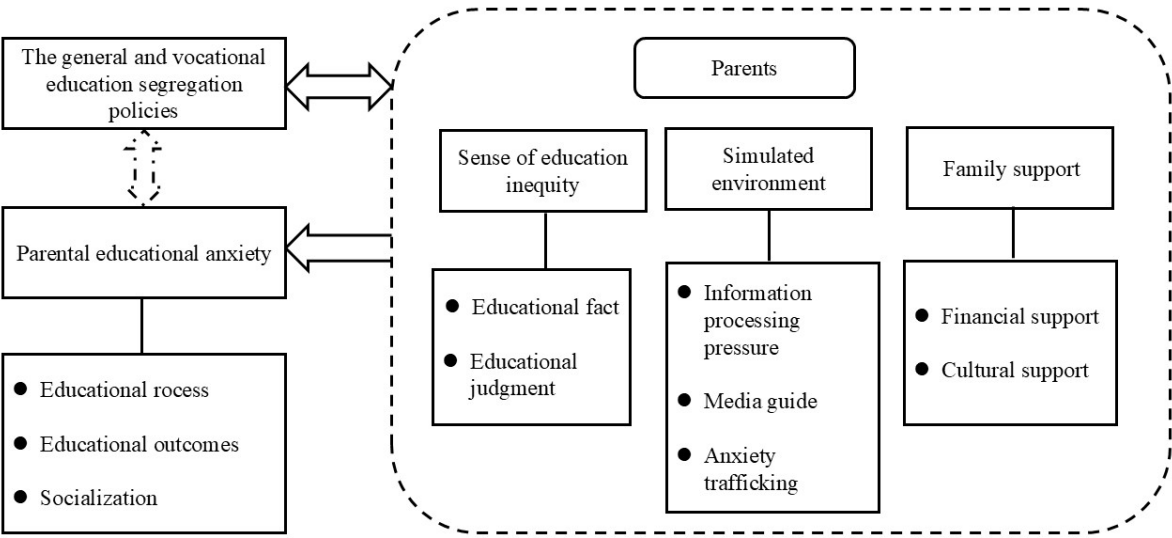 The general and vocational
education segregation
policies
Parental educational anxiety
● Educational rocess
● Educational outcomes
● Socialization
Parents
Sense of education
inequity
● Educational fact
● Educational
judgment
Simulated
environment
● Information
processing
pressure
● Media guide
● Anxiety
trafficking
Family support
● Financial support
● Cultural support